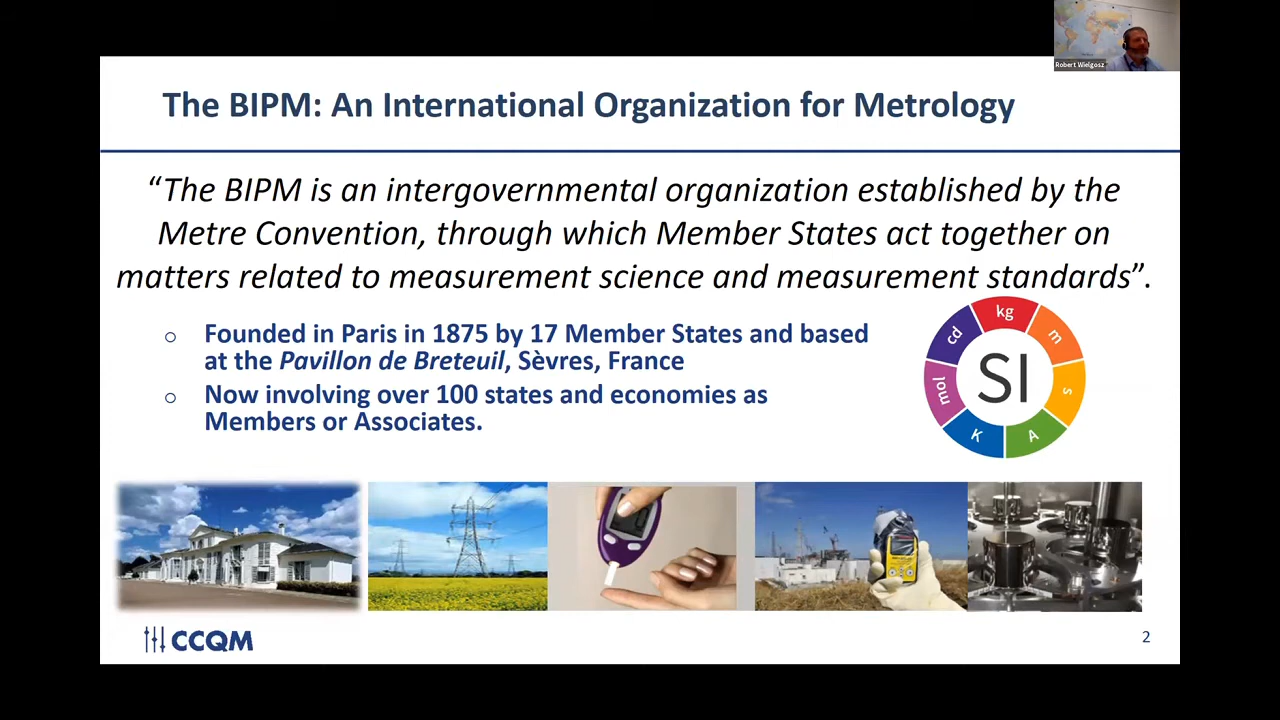 Robert Wielgosz
The BIPM: An International Organization for Metrology
“The BIPM is an intergovernmental organization established by the
Metre Convention, through which Member States act together on
matters related to measurement science and measurement standards”.
o Founded in Paris in 1875 by 17 Member States and based
at the Pavillon de Breteuil, Sèvres, France
o Now involving over 100 states and economies as
Members or Associates.
kg
m
s
A
K
mol
cd
SI
CCQM
2